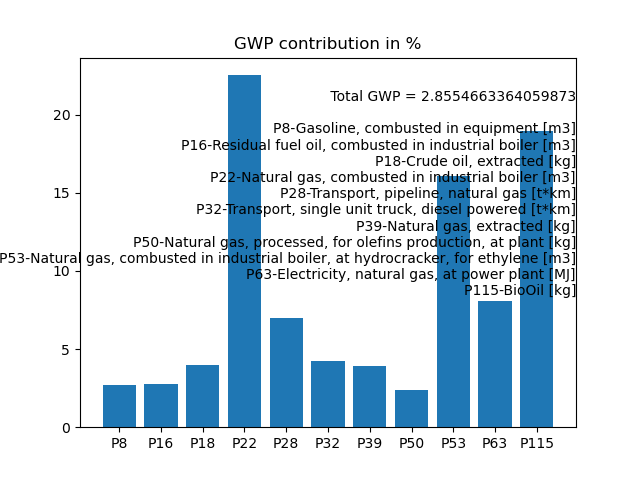 GWP contribution in %
Total GWP = 2.8554663364059873
P8-Gasoline, combusted in equipment [m3]
P16-Residual fuel oil, combusted in industrial boiler [m3]
P18-Crude oil, extracted [kg]
P22-Natural gas, combusted in industrial boiler [m3]
P28-Transport, pipeline, natural gas [t*km]
P32-Transport, single unit truck, diesel powered [t*km]
P39-Natural gas, extracted [kg]
P50-Natural gas, processed, for olefins production, at plant [kg]
P53-Natural gas, combusted in industrial boiler, at hydrocracker, for ethylene [m3]
P63-Electricity, natural gas, at power plant [MJ]
P115-BioOil [kg]
20
15
10
5
0
P8 P16 P18 P22 P28 P32 P39 P50 P53 P63 P115